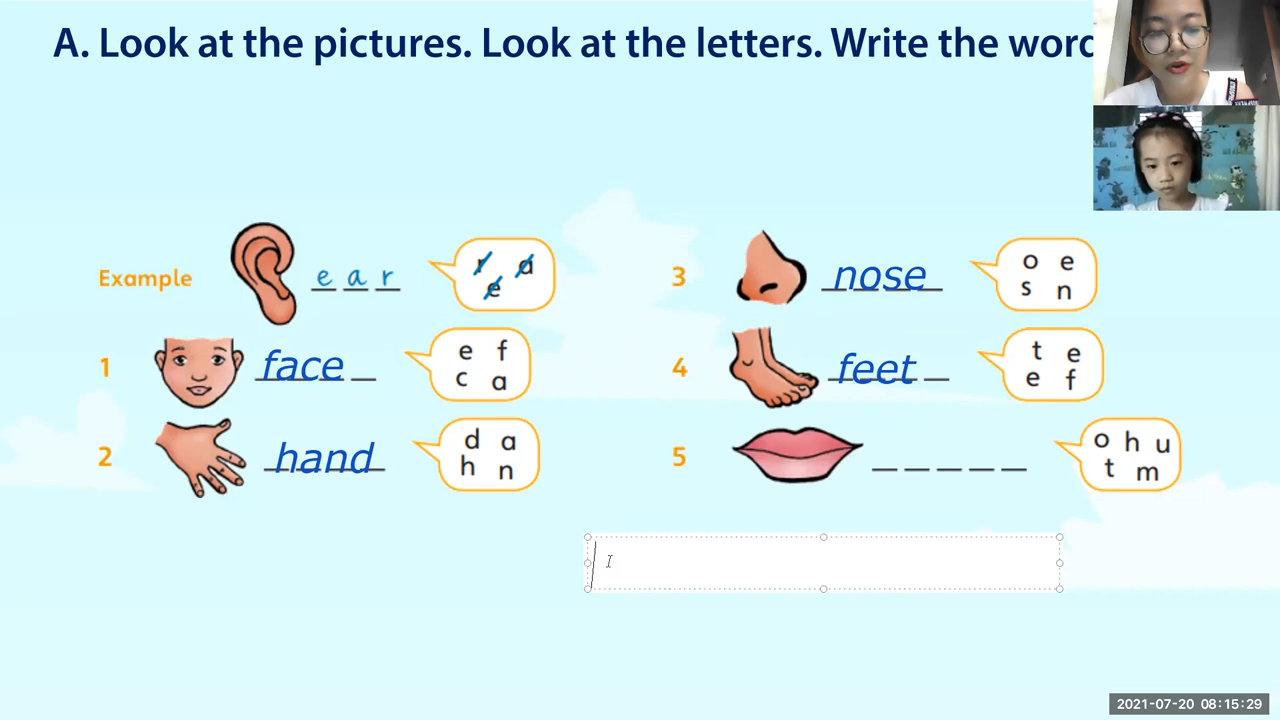 A. Look at the pictures. Look at the letters. Write the
Example
e a r
r a
e
1
face
e f
c a
2
hand
d a
h n
3
nose
o e
s n
4
feet
t e
e f
5
o h u
t m
2021-07-20 08:15:29